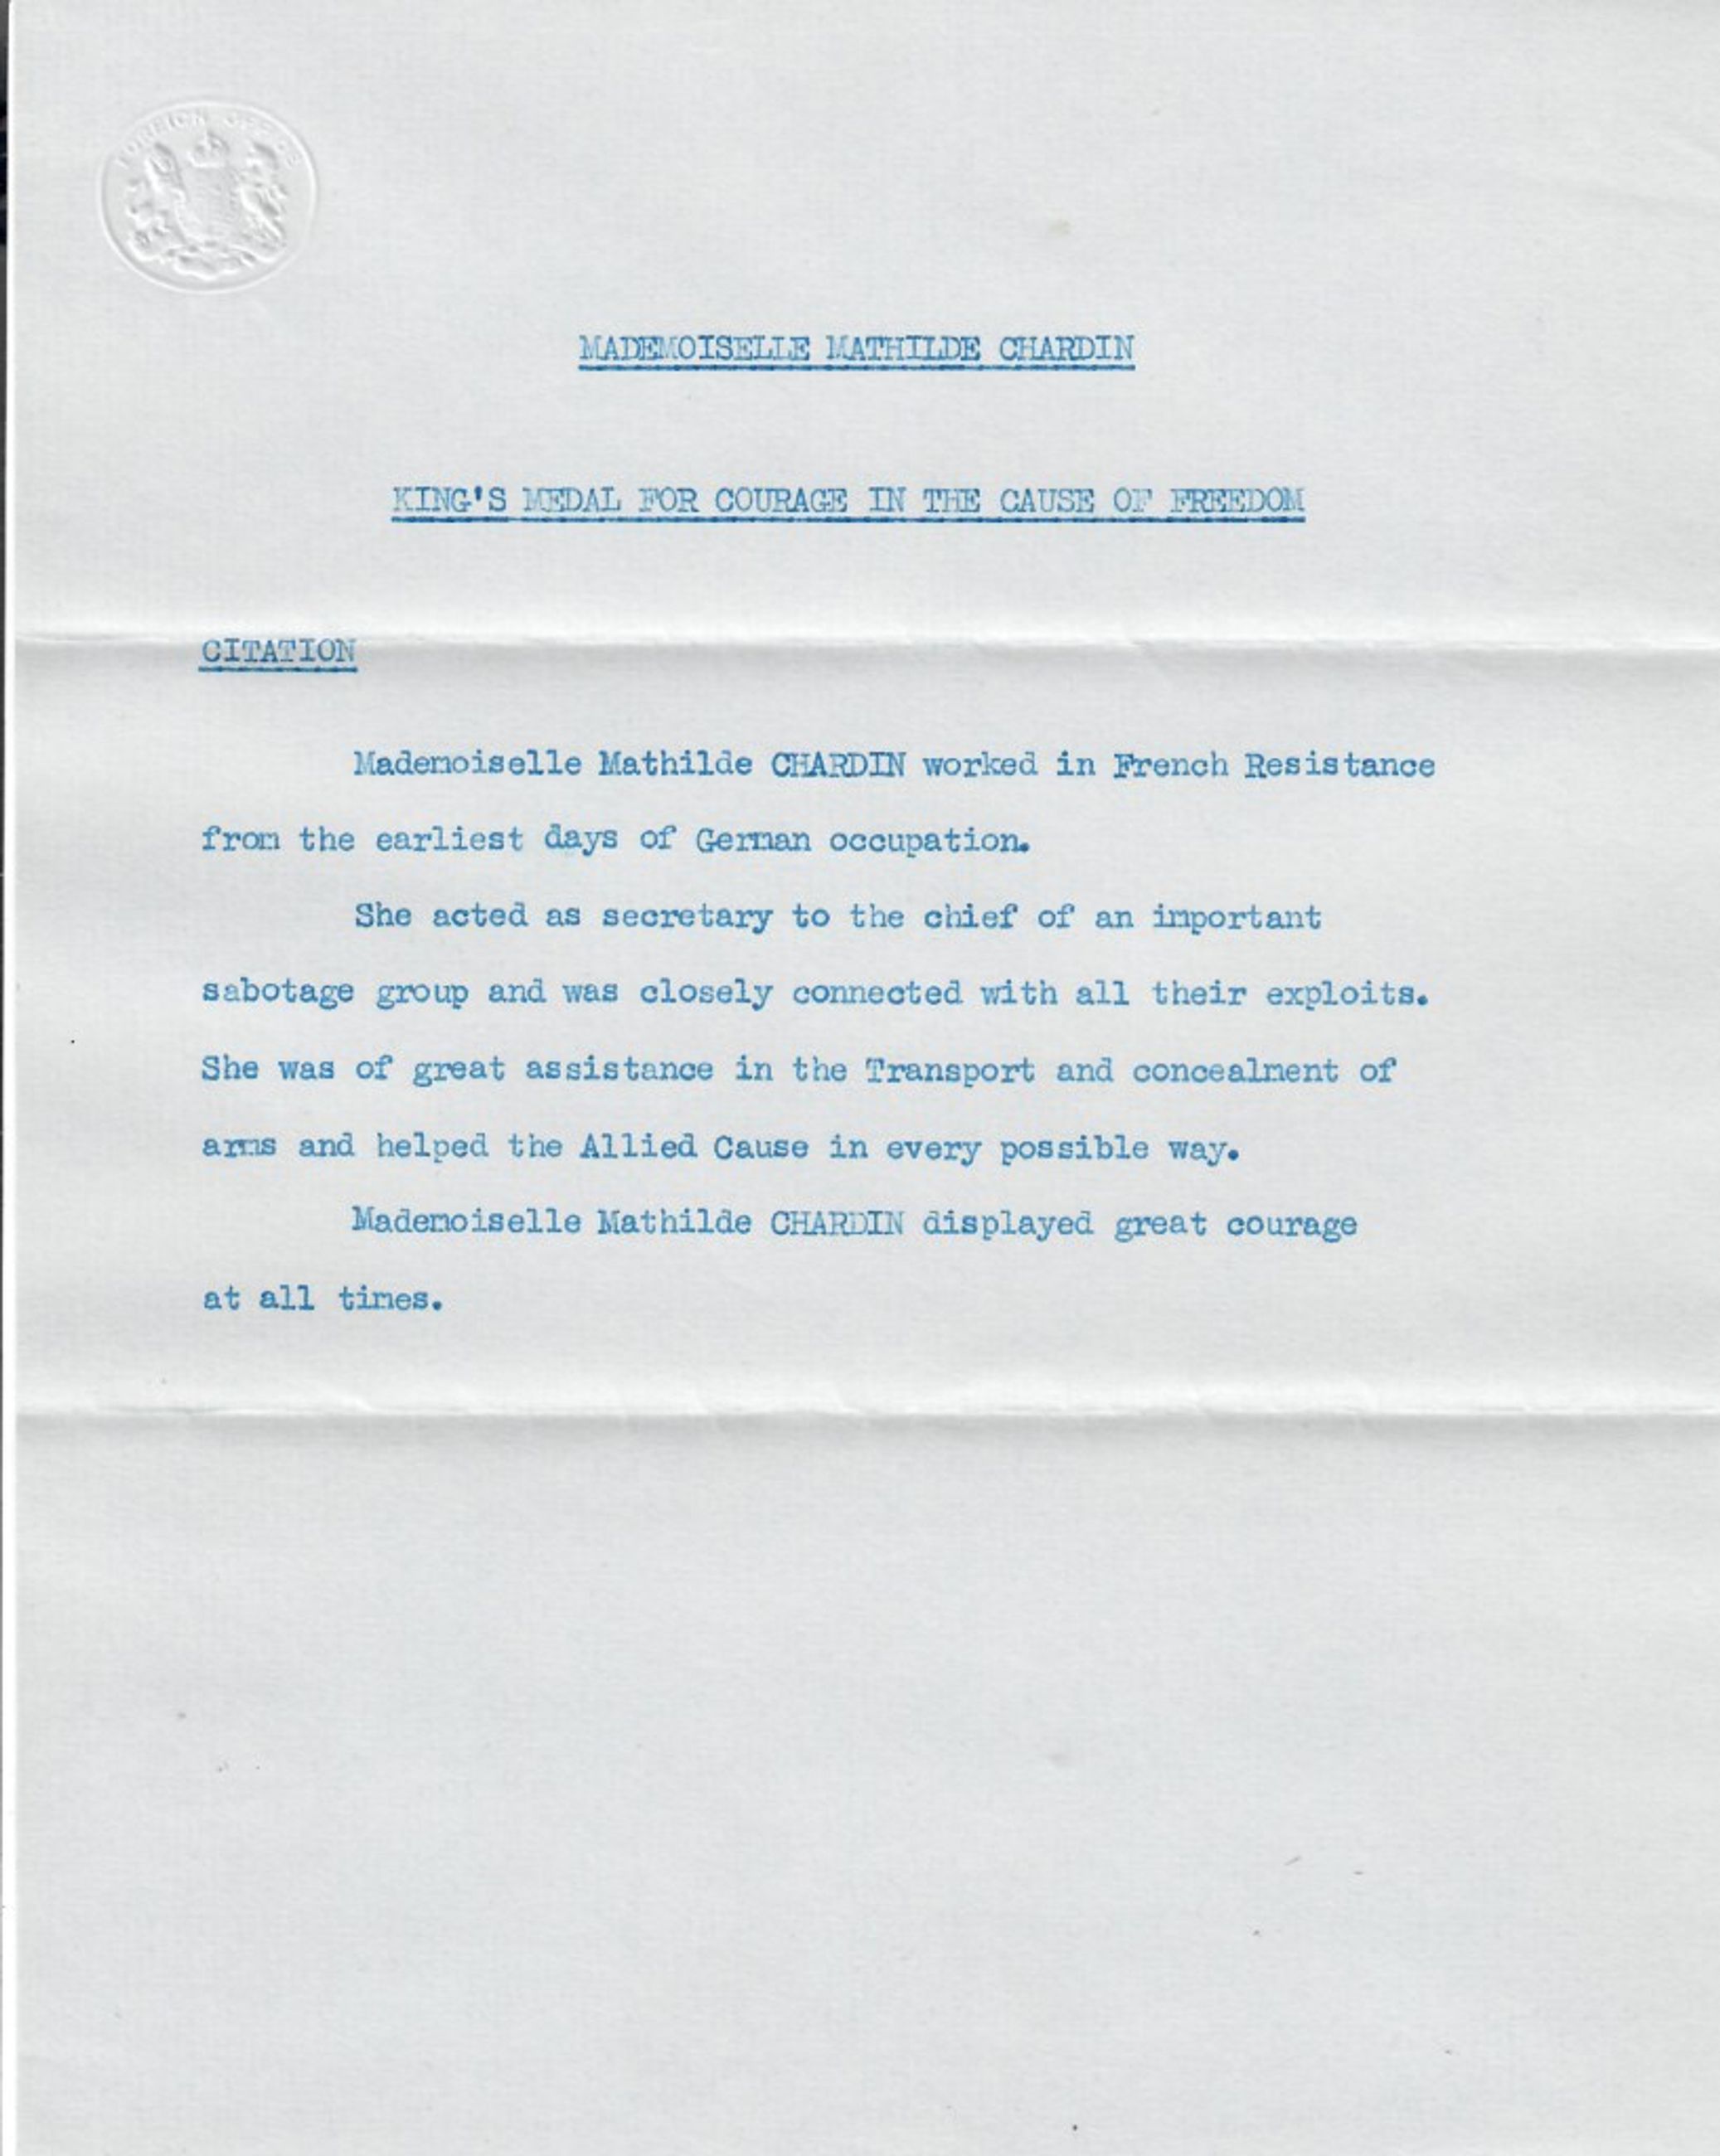 FOREIGN OFFICE
MADEMOISELLE MATHILDE CHARDIN
KING'S MEDAL FOR COURAGE IN THE CAUSE OF FREEDOM
CITATION
Mademoiselle Mathilde CHARDIN worked in French Resistance
from the earliest days of German occupation.
She acted as secretary to the chief of an important
sabotage group and was closely connected with all their exploits.
She was of great assistance in the Transport and concealment of
arms and helped the Allied Cause in every possible way.
Mademoiselle Mathilde CHARDIN displayed great courage
at all times.